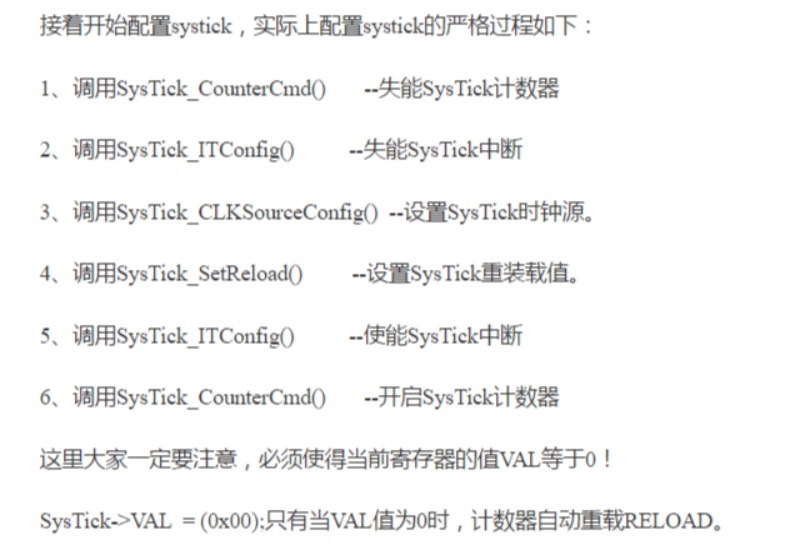 接着开始配置systick，实际上配置systick的严格过程如下：
1、调用SysTick_CounterCmd() --失能SysTick计数器
2、调用SysTick_ITConfig() --失能SysTick中断
3、调用SysTick_CLKSourceConfig() --设置SysTick时钟源。
4、调用SysTick_SetReload() --设置SysTick重装载值。
5、调用SysTick_ITConfig() --使能SysTick中断
6、调用SysTick_CounterCmd() --开启SysTick计数器
这里大家一定要注意，必须使得当前寄存器的值VAL等于0！
SysTick->VAL = (0x00);只有当VAL值为0时，计数器自动重载RELOAD。